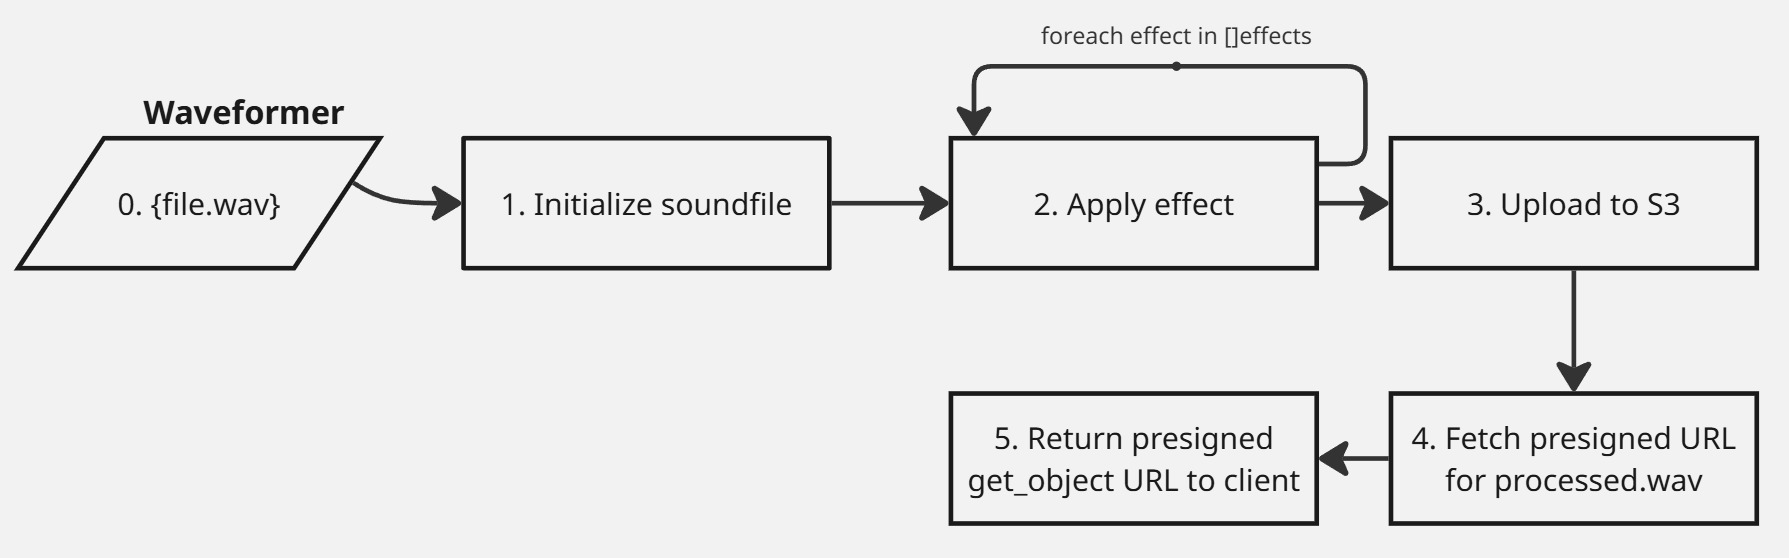 foreach effect in []effects
Waveformer
0. {file.wav}
1. Initialize soundfile
2. Apply effect
3. Upload to S3
4. Fetch presigned URL
for processed.wav
5. Return presigned
get_object URL to client